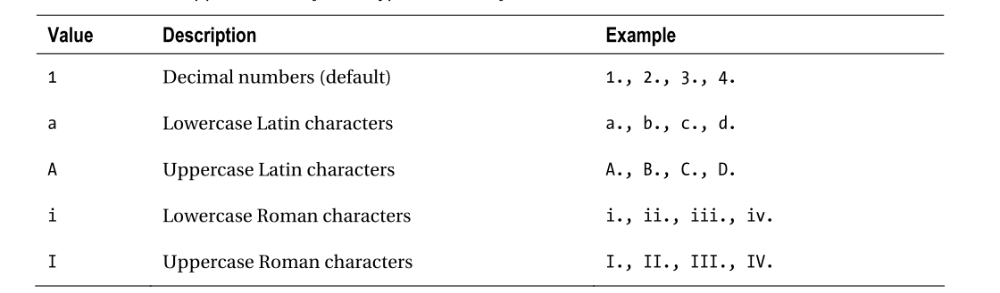 Value Description Example
1 Decimal numbers (default) 1., 2., 3., 4.
a Lowercase Latin characters a., b., c., d.
A Uppercase Latin characters A., B., C., D.
i Lowercase Roman characters i., ii., iii., iv.
I Uppercase Roman characters I., II., III., IV.